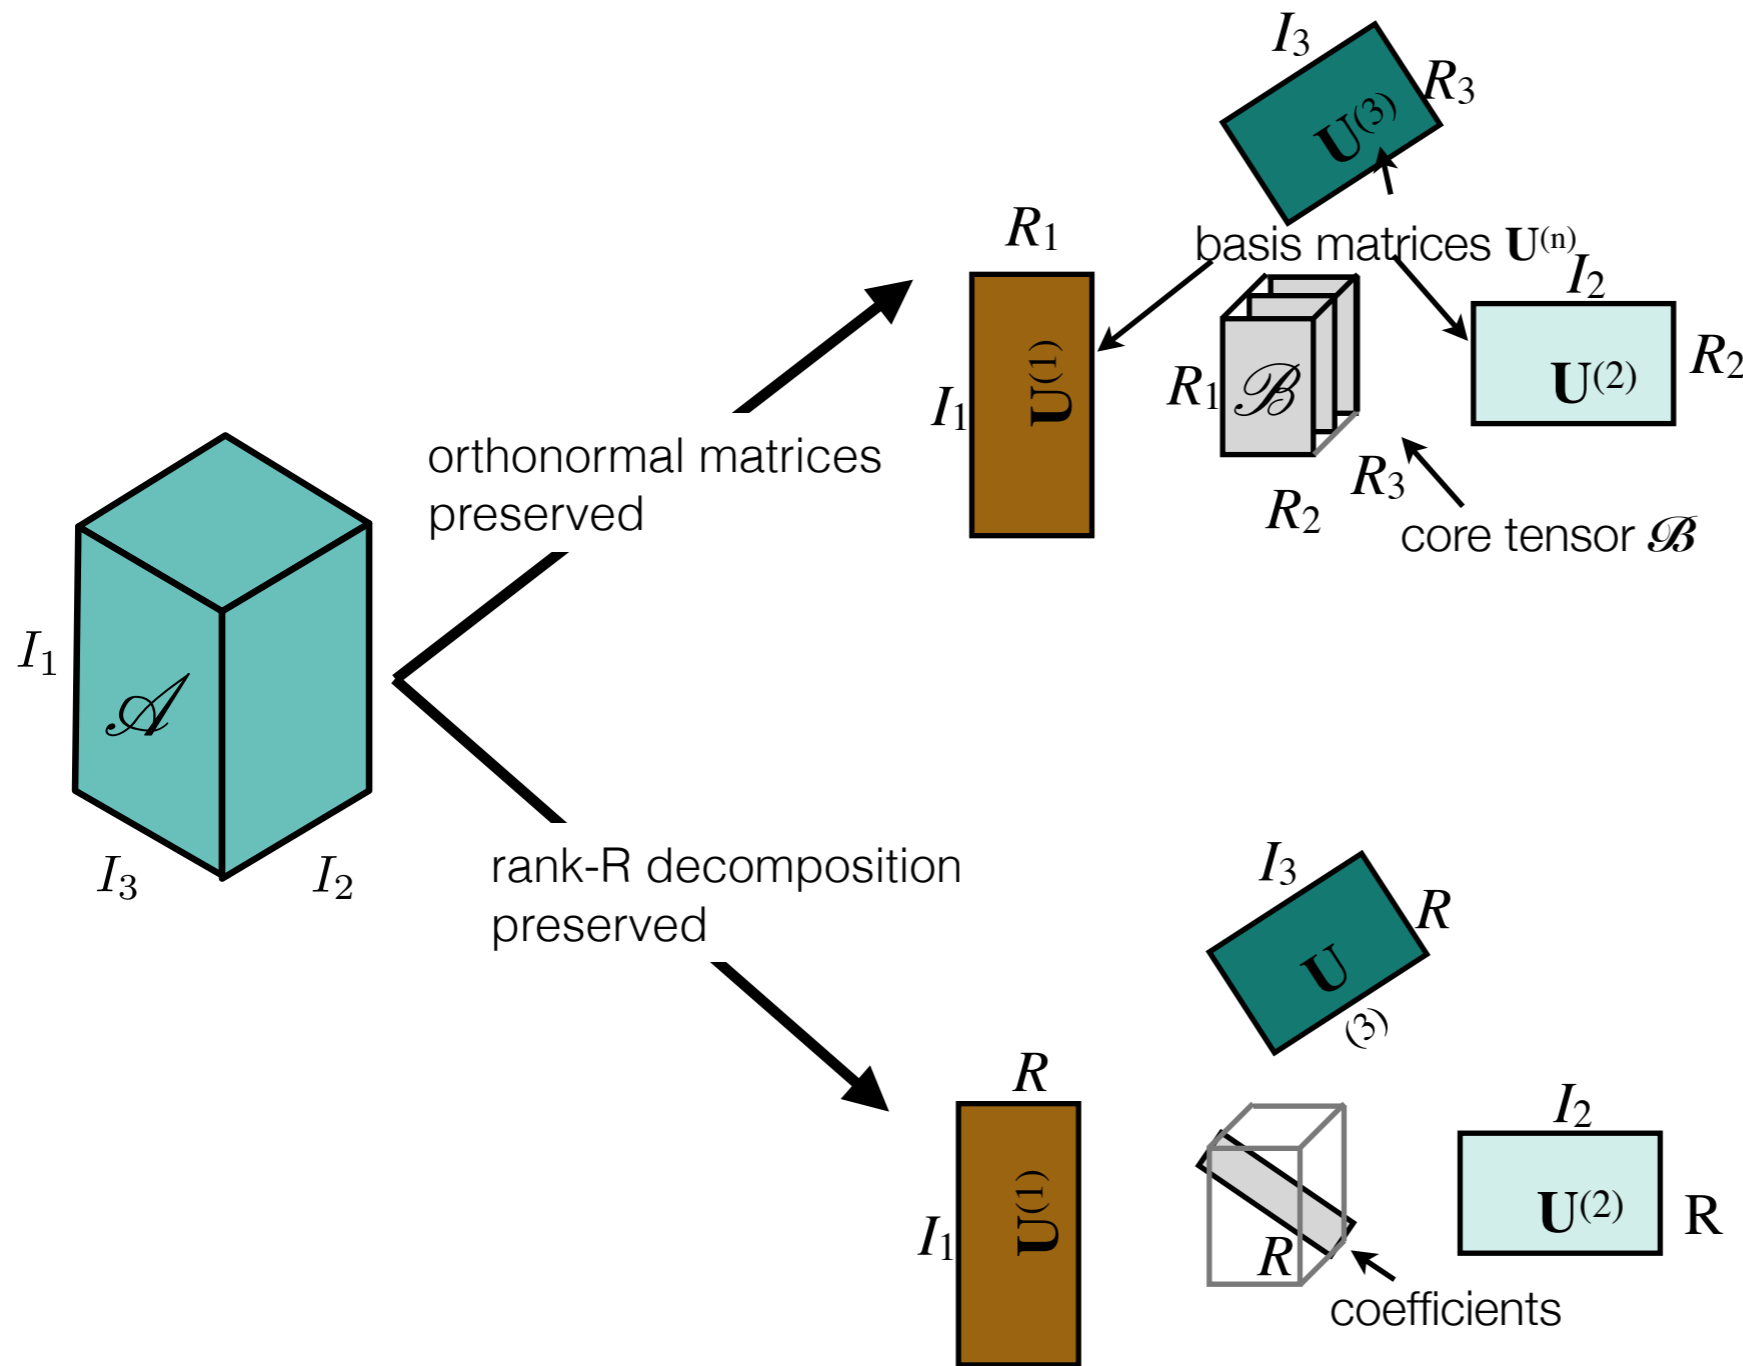 I₃
R₃
U⁽³⁾
R₁
basis matrices U⁽ⁿ⁾
I₂
U⁽¹⁾
R₂
R₁
ℬ
U⁽²⁾
I₁
orthonormal matrices
preserved
R₃
R₂
core tensor ℬ
I₁
𝒜
I₃
I₂
rank-R decomposition
preserved
I₃
R
U
(3)
R
I₂
U⁽¹⁾
U⁽²⁾
R
I₁
R
coefficients